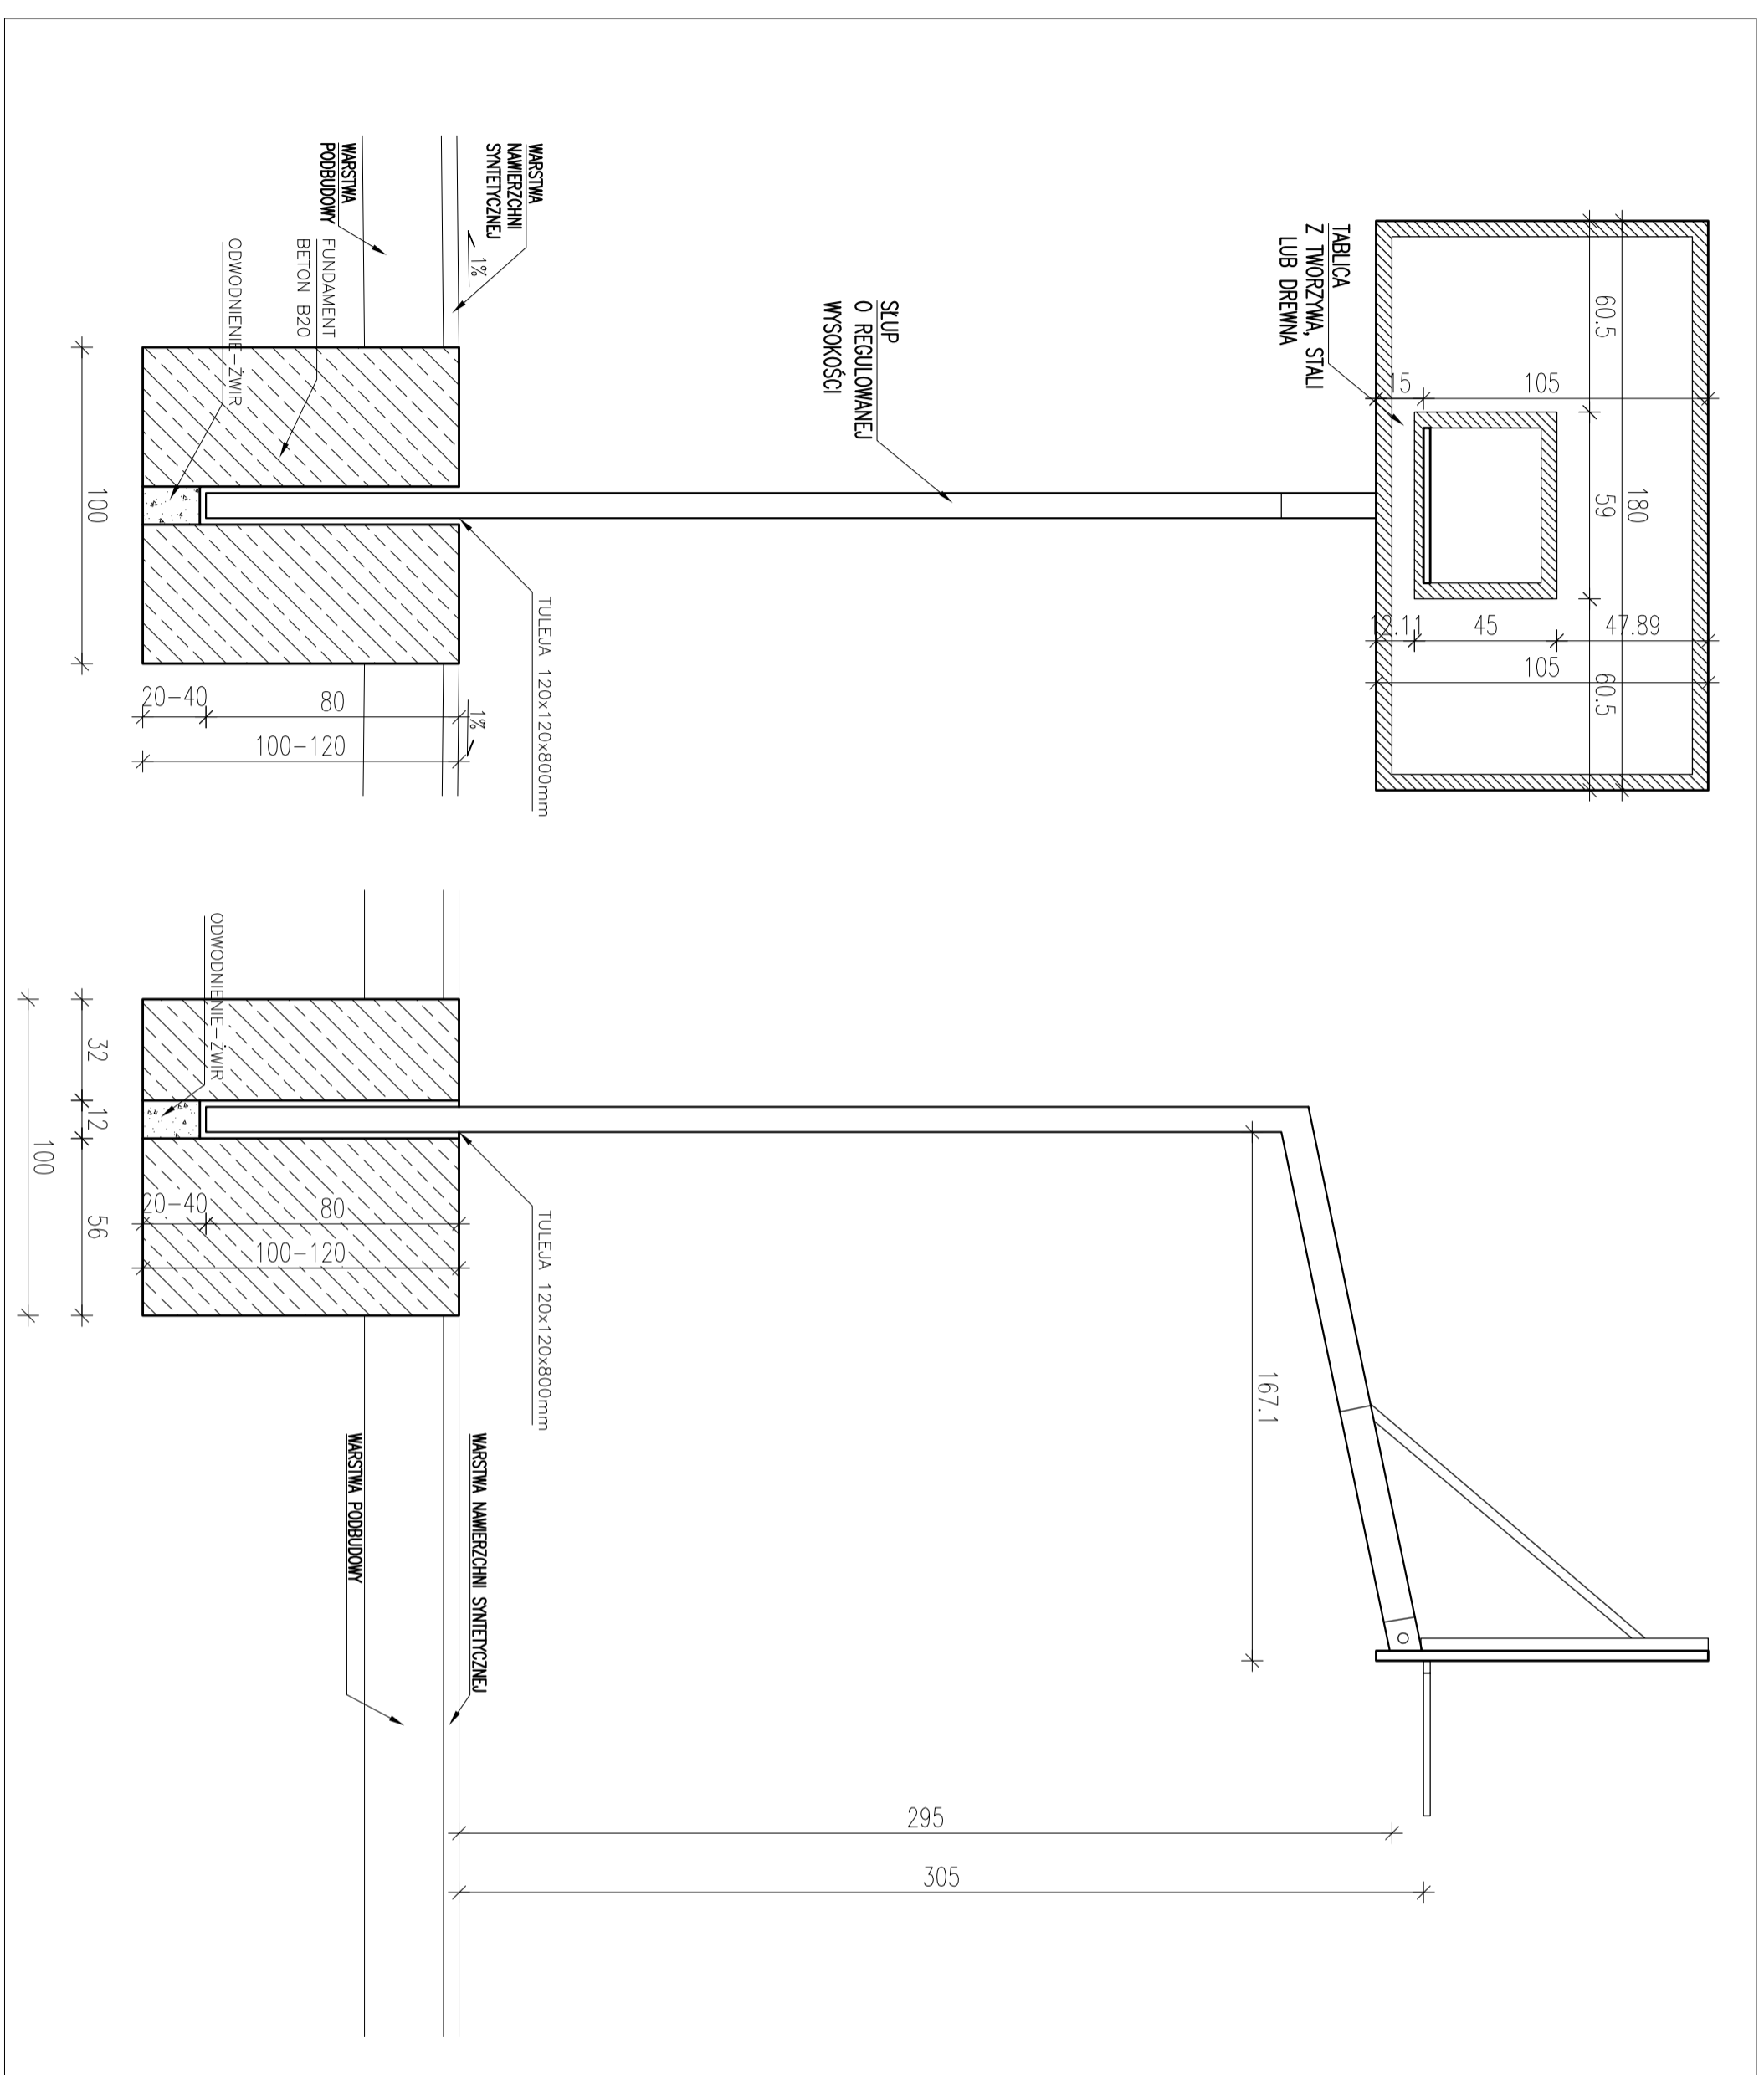 TABLICA
Z TWORZYWA, STALI
LUB DREWNA
60.5
59
60.5
180
15
105
2.11
45
47.89
105
SŁUP
O REGULOWANEJ
WYSOKOŚCI
WARSTWA
NAWIERZCHNI
SYNTETYCZNEJ
1%
WARSTWA
PODBUDOWY
FUNDAMENT
BETON B20
ODWODNIENIE-ŻWIR
TULEJA 120x120x800mm
1%
20-40
80
100-120
100
167.1
295
305
TULEJA 120x120x800mm
WARSTWA NAWIERZCHNI SYNTETYCZNEJ
WARSTWA PODBUDOWY
ODWODNIENIE-ŻWIR
20-40
80
100-120
32
12
56
100